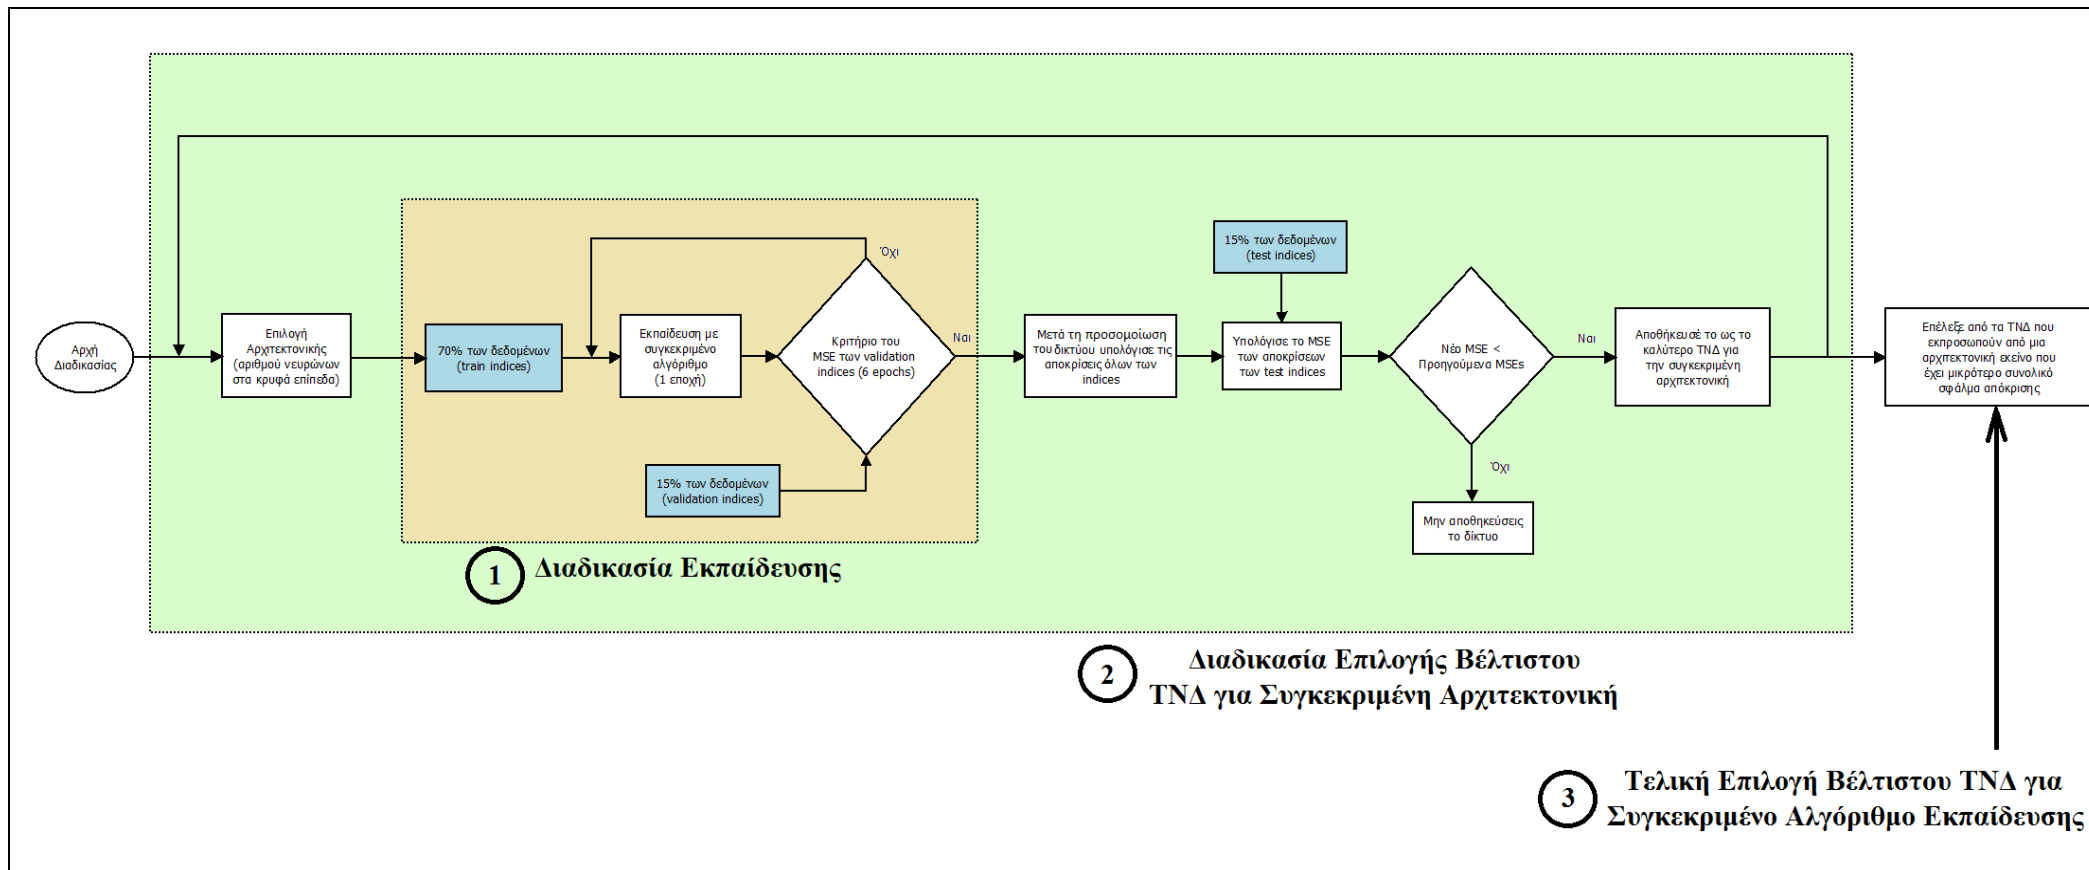 Αρχή
Διαδικασίας
Επιλογή
Αρχιτεκτονικής
(αριθμού νευρώνων
στα κρυφά επίπεδα)
70% των δεδομένων
(train indices)
Εκπαίδευση με
συγκεκριμένο
αλγόριθμο
(1 εποχή)
Όχι
Κριτήριο του
MSE των validation
indices (6 epochs)
Ναι
15% των δεδομένων
(validation indices)
1 Διαδικασία Εκπαίδευσης
Μετά τη προσομοίωση
του δικτύου υπολόγισε τις
αποκρίσεις όλων των
indices
15% των δεδομένων
(test indices)
Υπολόγισε το MSE
των αποκρίσεων
των test indices
Νέο MSE <
Προηγούμενα MSEs
Ναι
Όχι
Μην αποθηκεύσεις
το δίκτυο
Αποθήκευσέ το ως το
καλύτερο ΤΝΔ για
την συγκεκριμένη
αρχιτεκτονική
Επέλεξε από τα ΤΝΔ που
εκπροσωπούν από μια
αρχιτεκτονική εκείνο που
έχει μικρότερο συνολικό
σφάλμα απόκρισης
2 Διαδικασία Επιλογής Βέλτιστου
ΤΝΔ για Συγκεκριμένη Αρχιτεκτονική
3 Τελική Επιλογή Βέλτιστου ΤΝΔ για
Συγκεκριμένο Αλγόριθμο Εκπαίδευσης